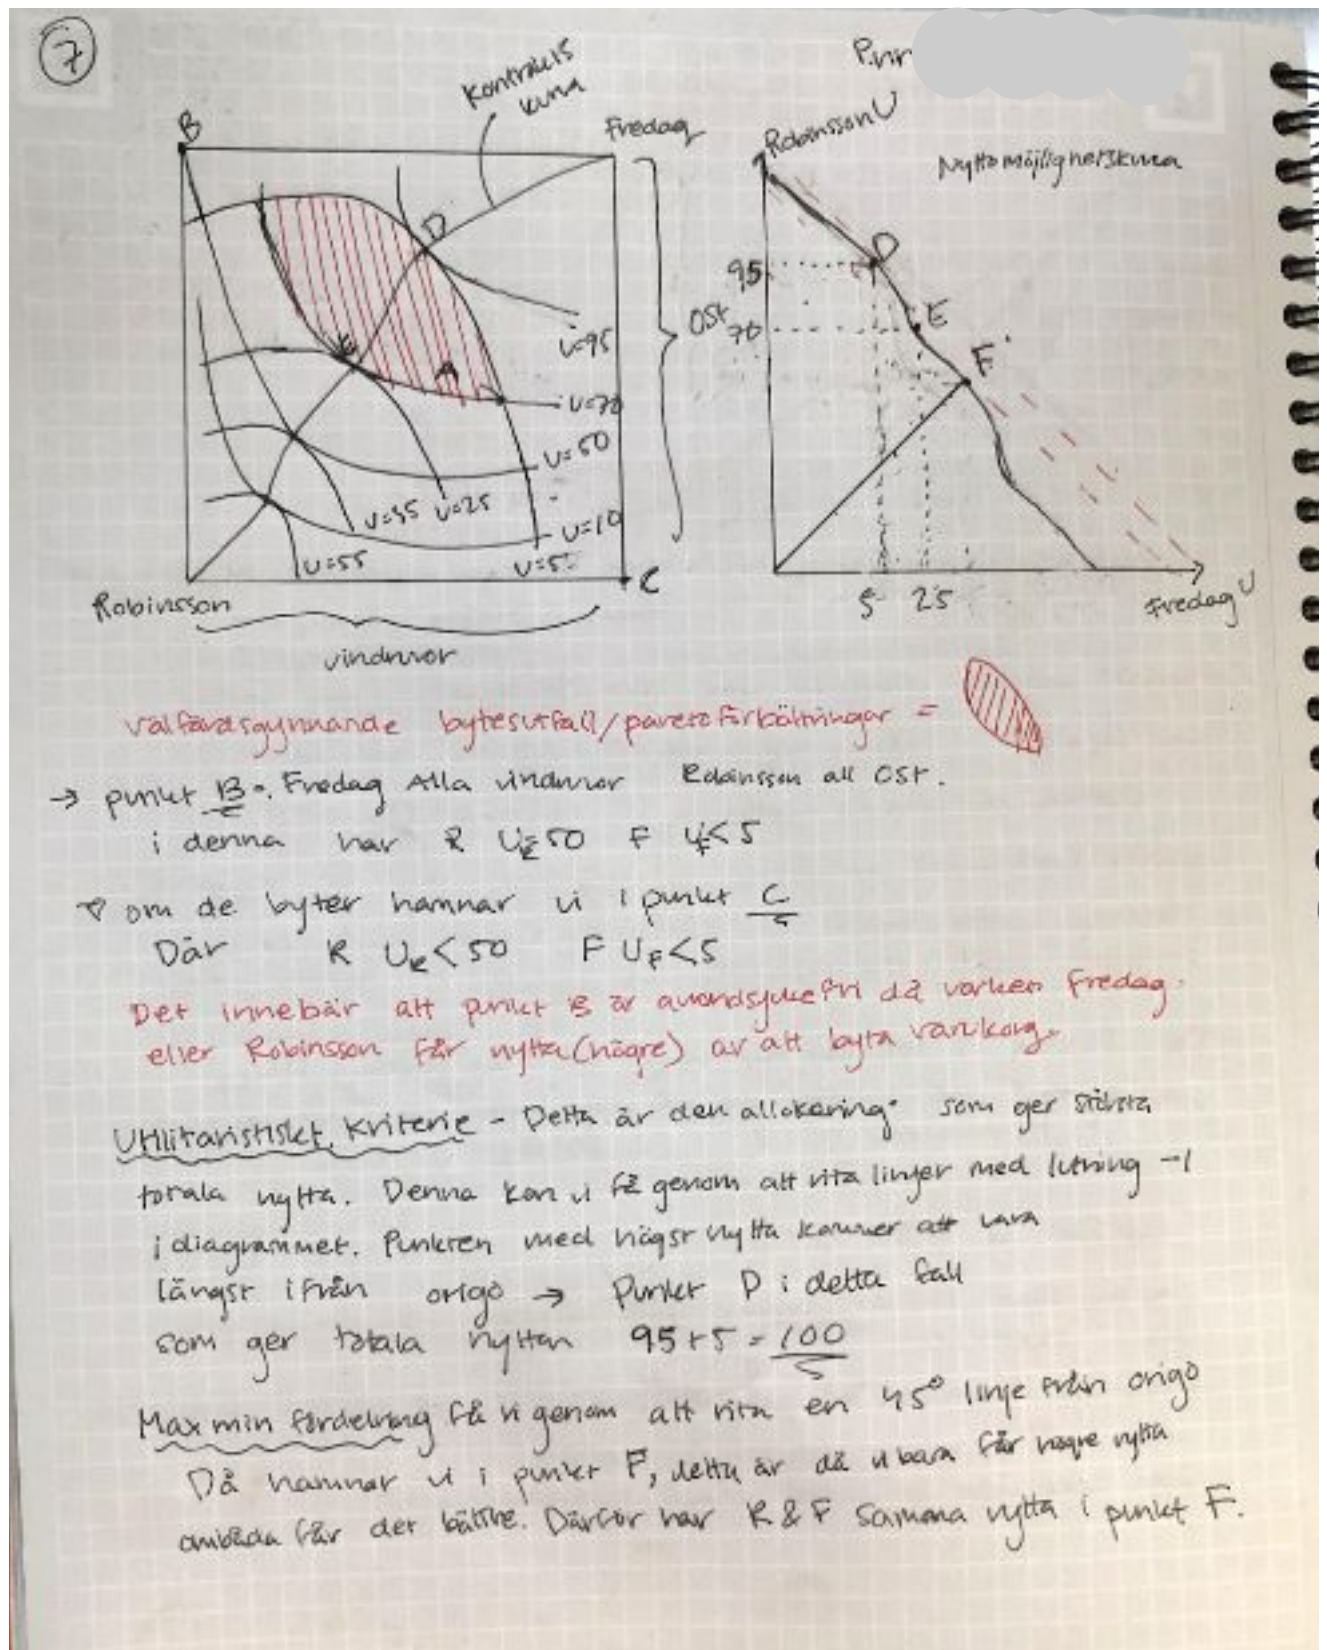 7
P.nr
Kontrakts
kurva
B
Fredag
Robinsson U
Nyttomöjlighetskurva
D
D
95
E
Ost
70
U=95
E
A
U=70
U=50
U=35 U=25
U=10
U=55
U=5
C
5 25
Fredag U
Robinsson
vindruvor
välfärdsgynnande bytesutfall/paretoförbättringar =
→ punkt B. Fredag Alla vindruvor Robinsson all ost.
i denna har R U_R=50 F U_F<5
om de byter hamnar vi i punkt C
Där R U_R<50 F U_F<5
Det innebär att punkt B är avundsjukefri då varken Fredag
eller Robinsson får nytta (högre) av att byta varukorg.
Utilitaristiskt kriterie - Detta är den allokering som ger största
totala nytta. Denna kan vi få genom att rita linjer med lutning -1
i diagrammet. Punkten med högst nytta kommer att vara
längst ifrån origo → Punkt D i detta fall
som ger totala nyttan 95+5=100
Max min fördelning få vi genom att rita en 45° linje från origo
Då hamnar vi i punkt F, detta är då vi bara får högre nytta
om båda får det bättre. Därför har R & F samma nytta i punkt F.